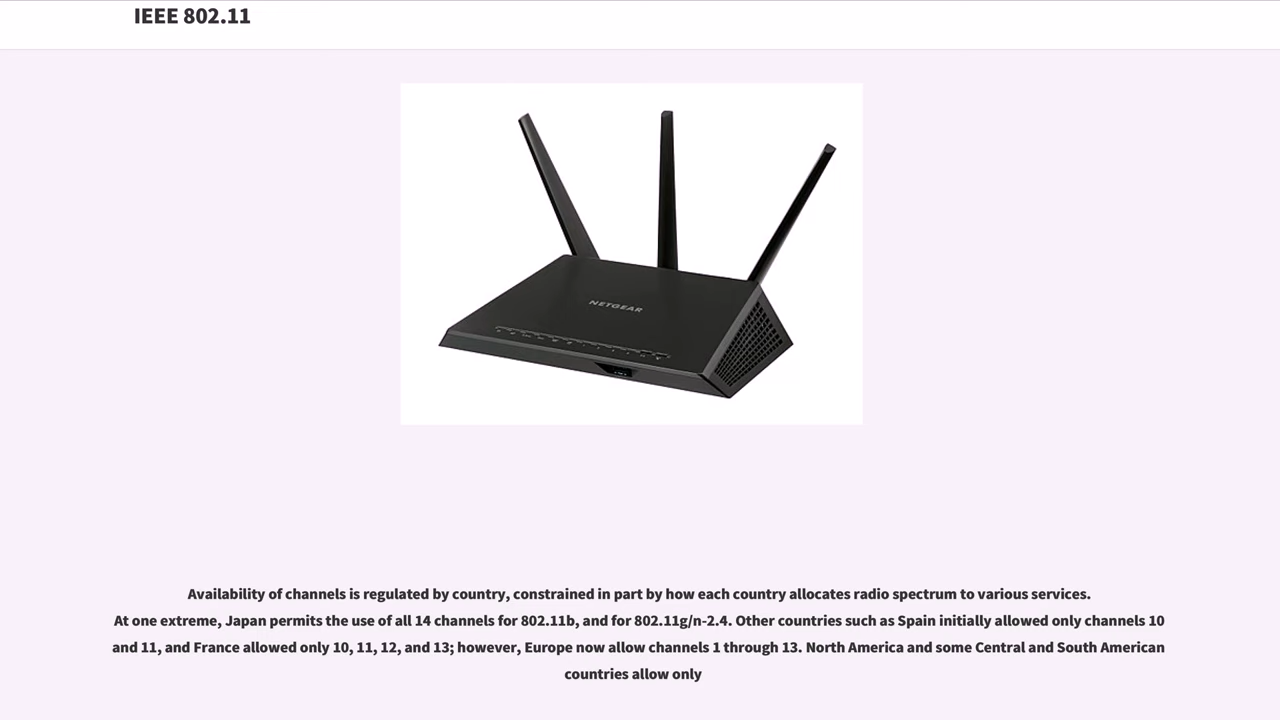 IEEE 802.11
NETGEAR
Availability of channels is regulated by country, constrained in part by how each country allocates radio spectrum to various services.
At one extreme, Japan permits the use of all 14 channels for 802.11b, and for 802.11g/n-2.4. Other countries such as Spain initially allowed only channels 10
and 11, and France allowed only 10, 11, 12, and 13; however, Europe now allow channels 1 through 13. North America and some Central and South American
countries allow only